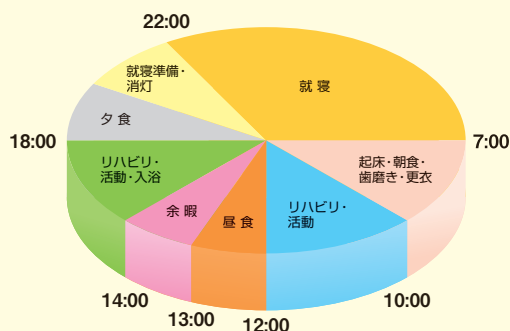 22:00
就寝準備・
消灯
就 寝
夕 食
18:00
7:00
リハビリ・
活動・入浴
起床・朝食・
歯磨き・更衣
余 暇
昼 食
リハビリ・
活動
14:00
13:00
12:00
10:00